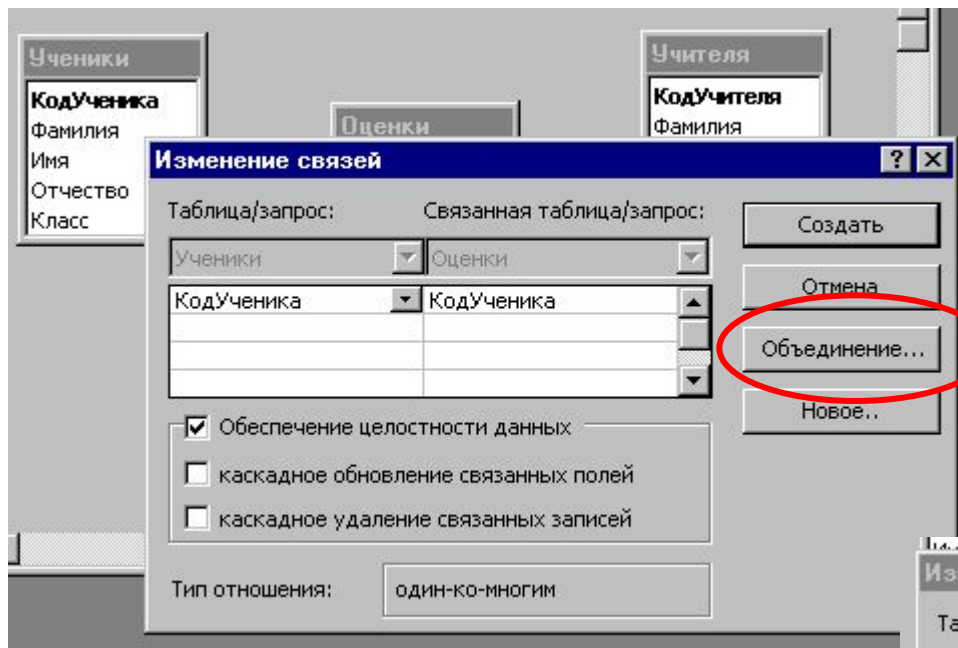 Ученики
КодУченика
Фамилия
Имя
Отчество
Класс
Оценки
Учителя
КодУчителя
Фамилия
Изменение связей
Таблица/запрос:
Связанная таблица/запрос:
Ученики
Оценки
КодУченика
КодУченика
Создать
Отмена
Объединение...
Новое..
Обеспечение целостности данных
каскадное обновление связанных полей
каскадное удаление связанных записей
Тип отношения:
один-ко-многим